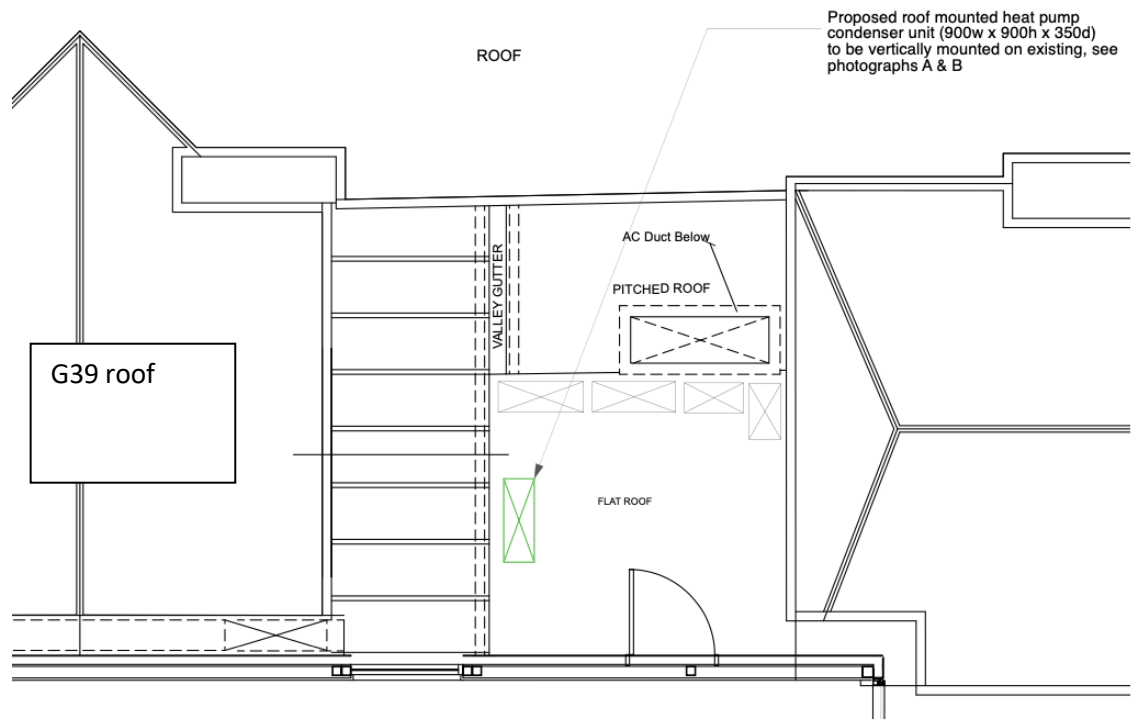 Proposed roof mounted heat pump
condenser unit (900w x 900h x 350d)
to be vertically mounted on existing, see
photographs A & B
ROOF
AC Duct Below
VALLEY GUTTER
PITCHED ROOF
G39 roof
FLAT ROOF